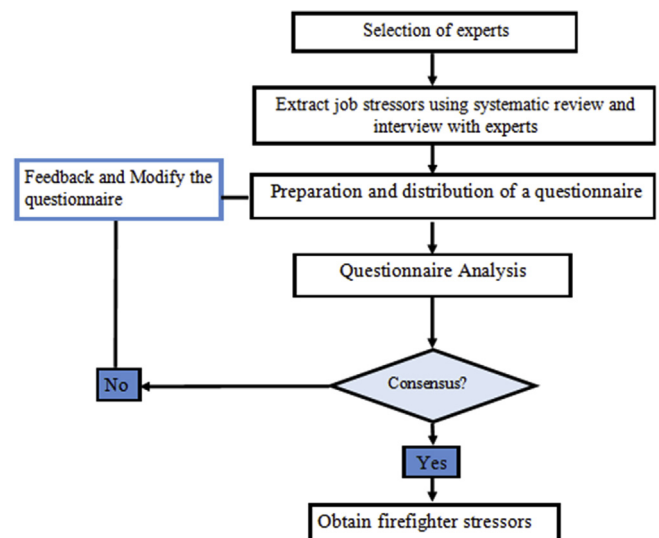 Selection of experts
Extract job stressors using systematic review and
interview with experts
Feedback and Modify the
questionnaire
Preparation and distribution of a questionnaire
Questionnaire Analysis
Consensus?
No
Yes
Obtain firefighter stressors